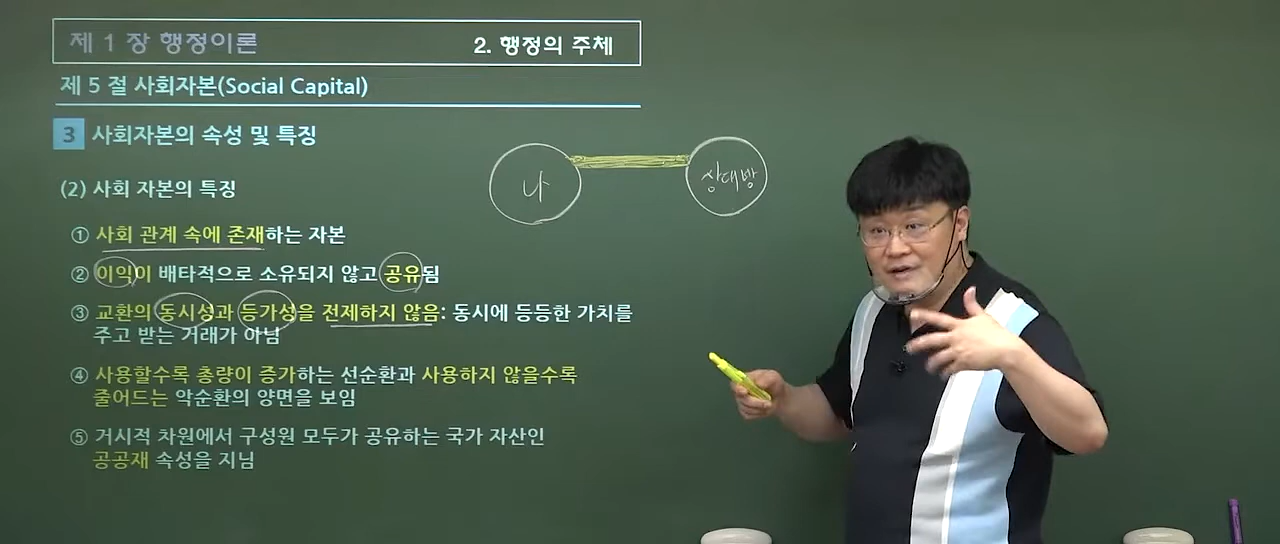 제 1 장 행정이론
2. 행정의 주체
제 5 절 사회자본(Social Capital)
3 사회자본의 속성 및 특징
나
상대방
(2) 사회 자본의 특징
① 사회 관계 속에 존재하는 자본
② 이익이 배타적으로 소유되지 않고 공유됨
③ 교환의 동시성과 등가성을 전제하지 않음: 동시에 등등한 가치를
주고 받는 거래가 아님
④ 사용할수록 총량이 증가하는 선순환과 사용하지 않을수록
줄어드는 악순환의 양면을 보임
⑤ 거시적 차원에서 구성원 모두가 공유하는 국가 자산인
공공재 속성을 지님